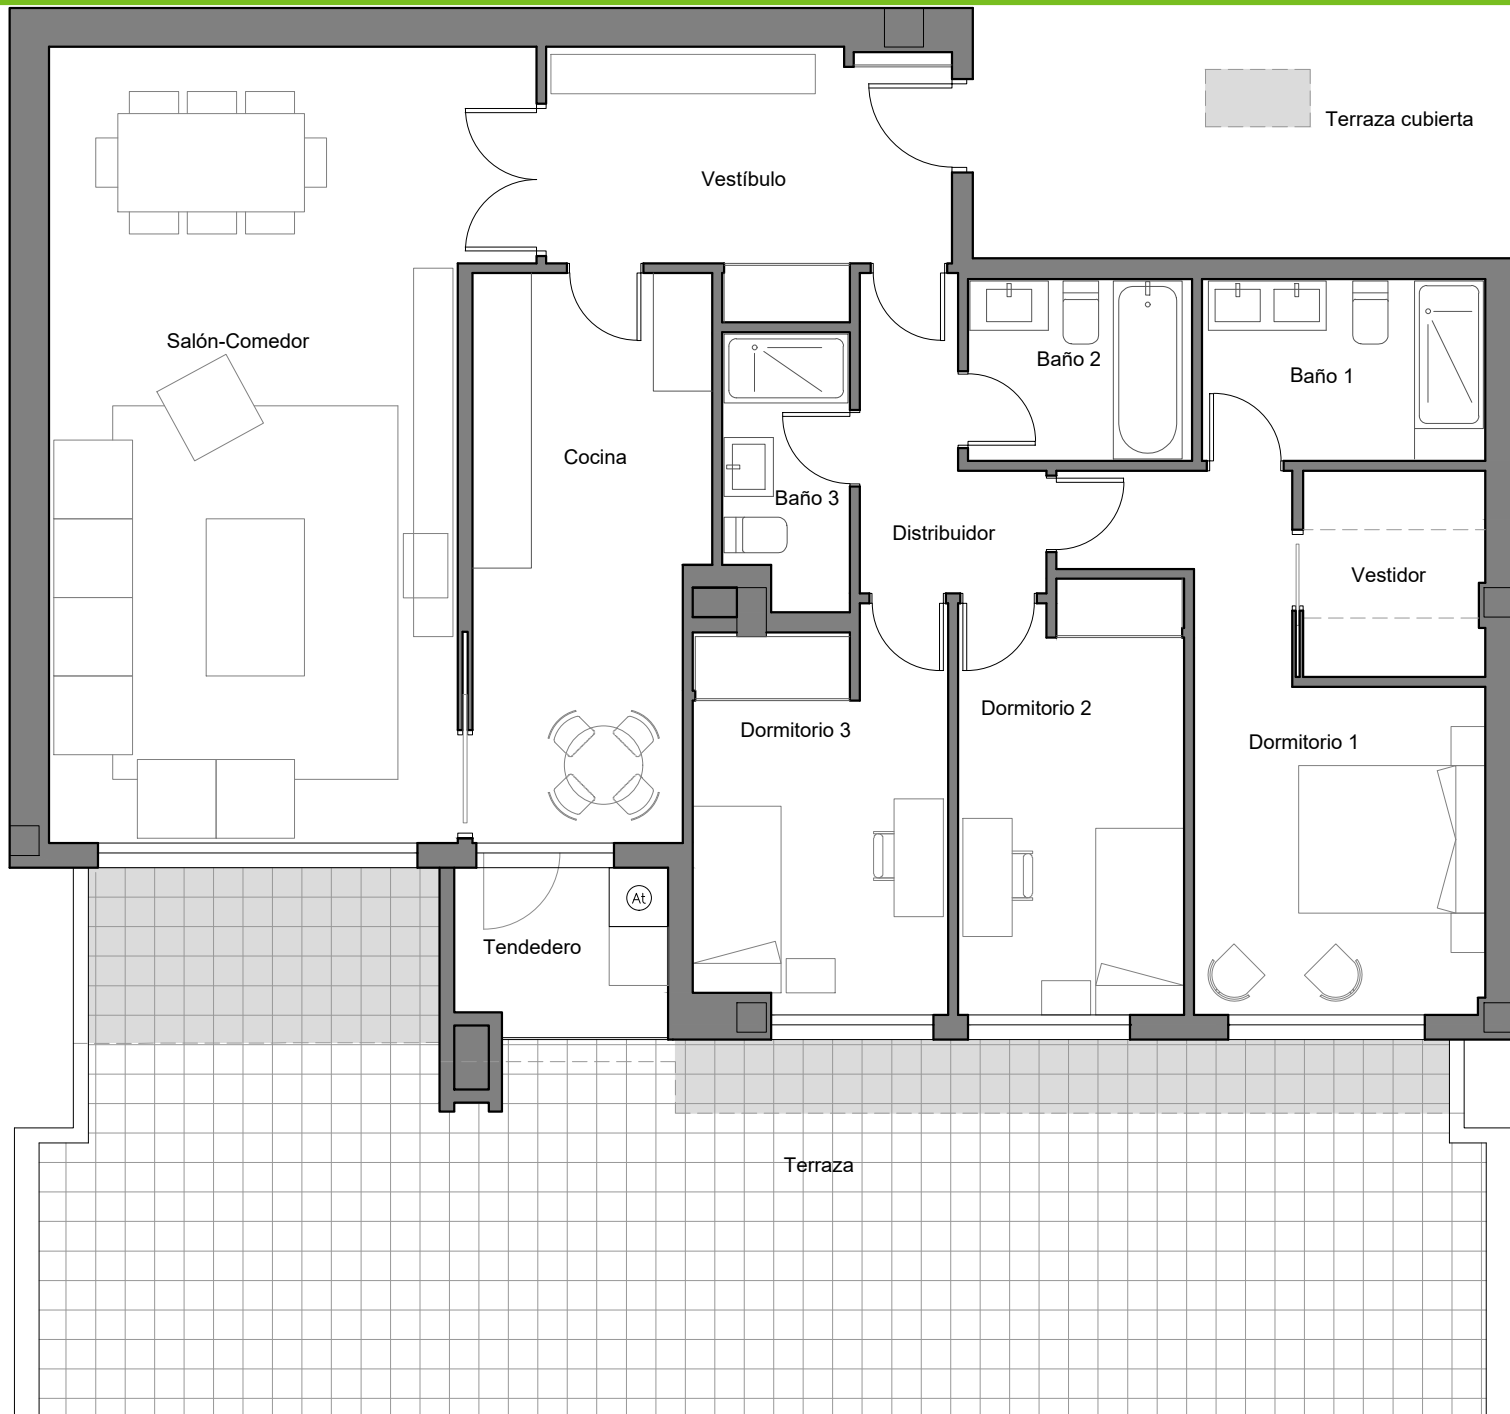 Terraza cubierta
Vestíbulo
Salón-Comedor
Baño 2
Baño 1
Cocina
Baño 3
Distribuidor
Vestidor
Dormitorio 2
Dormitorio 3
Dormitorio 1
At
Tendedero
Terraza